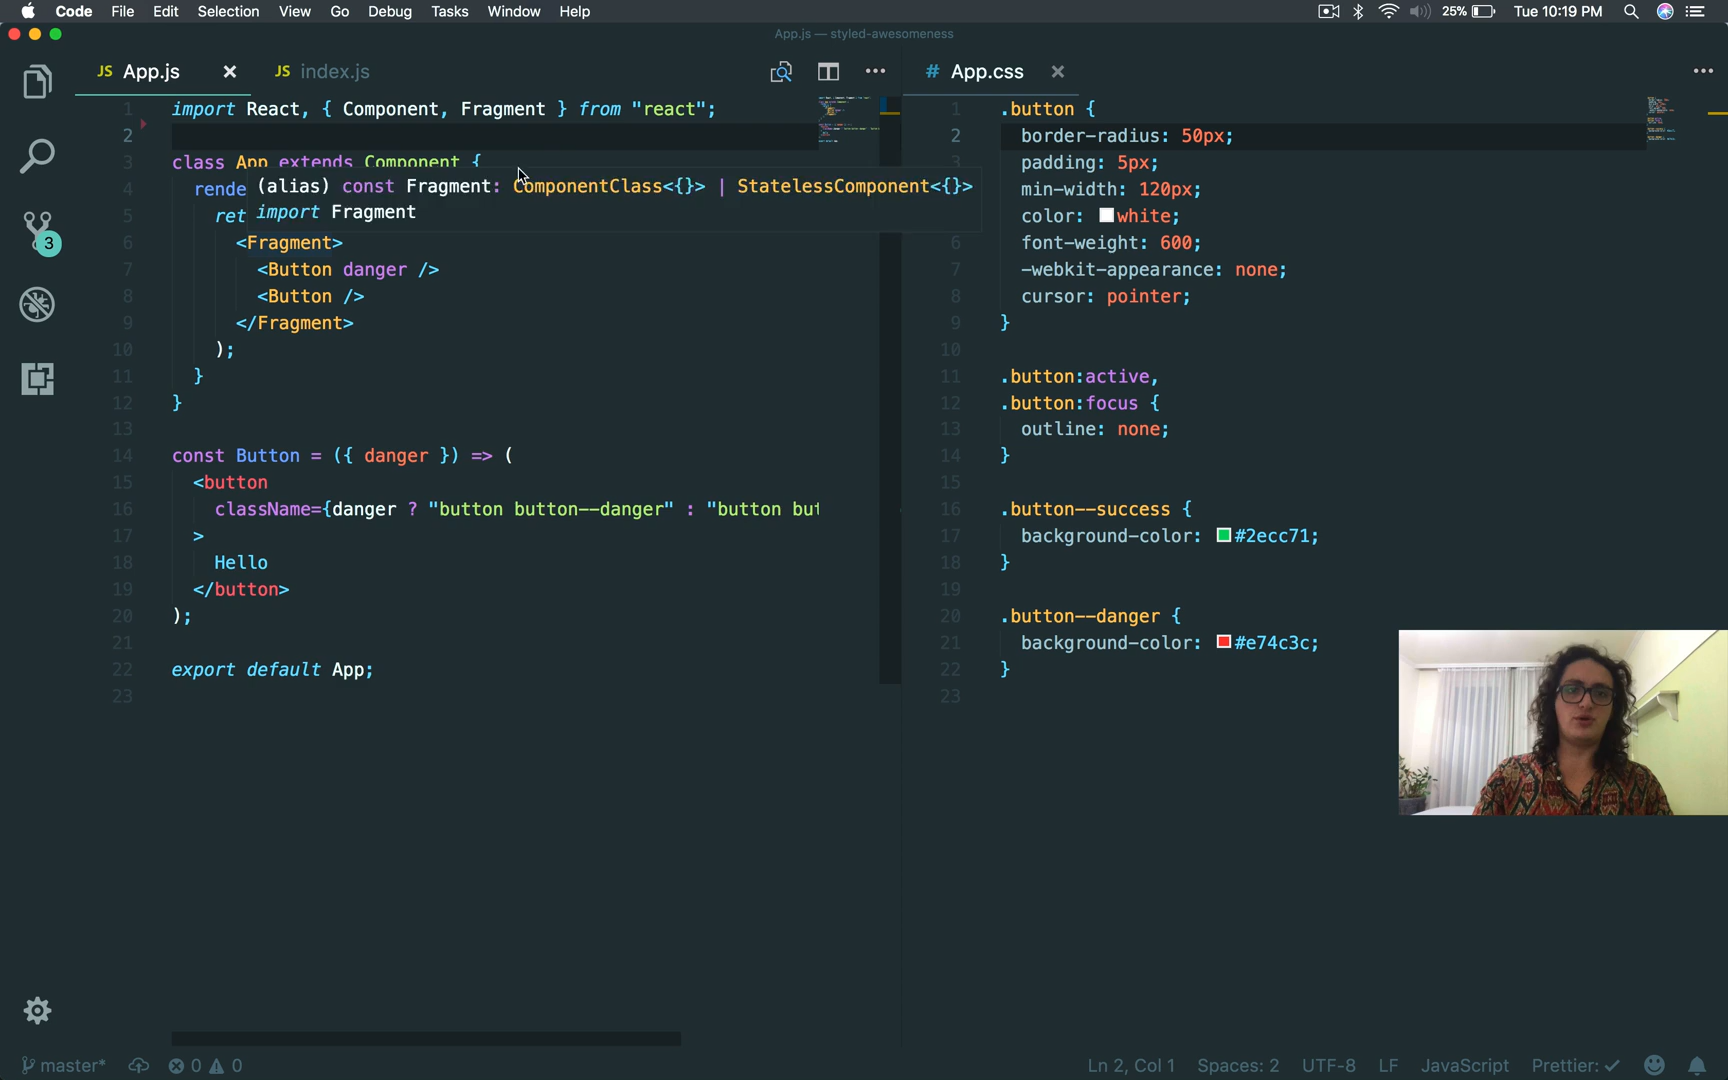 Code File Edit Selection View Go Debug Tasks Window Help
25% Tue 10:19 PM
App.js — styled-awesomeness
JS App.js
JS index.js
1 import React, { Component, Fragment } from "react";
2
3 class App extends Component {
4 rende
(alias) const Fragment: ComponentClass<{}> | StatelessComponent<{}>
import Fragment
5 ret
6 <Fragment>
7 <Button danger />
8 <Button />
9 </Fragment>
10 );
11 }
12 }
13
14 const Button = ({ danger }) => (
15 <button
16 className={danger ? "button button--danger" : "button but
17 >
18 Hello
19 </button>
20 );
21
22 export default App;
23
# App.css
1 .button {
2 border-radius: 50px;
padding: 5px;
min-width: 120px;
color: white;
6 font-weight: 600;
7 -webkit-appearance: none;
8 cursor: pointer;
9 }
10
11 .button:active,
12 .button:focus {
13 outline: none;
14 }
15
16 .button--success {
17 background-color: #2ecc71;
18 }
19
20 .button--danger {
21 background-color: #e74c3c;
22 }
23
3
master* 0 0
Ln 2, Col 1 Spaces: 2 UTF-8 LF JavaScript Prettier: ✓